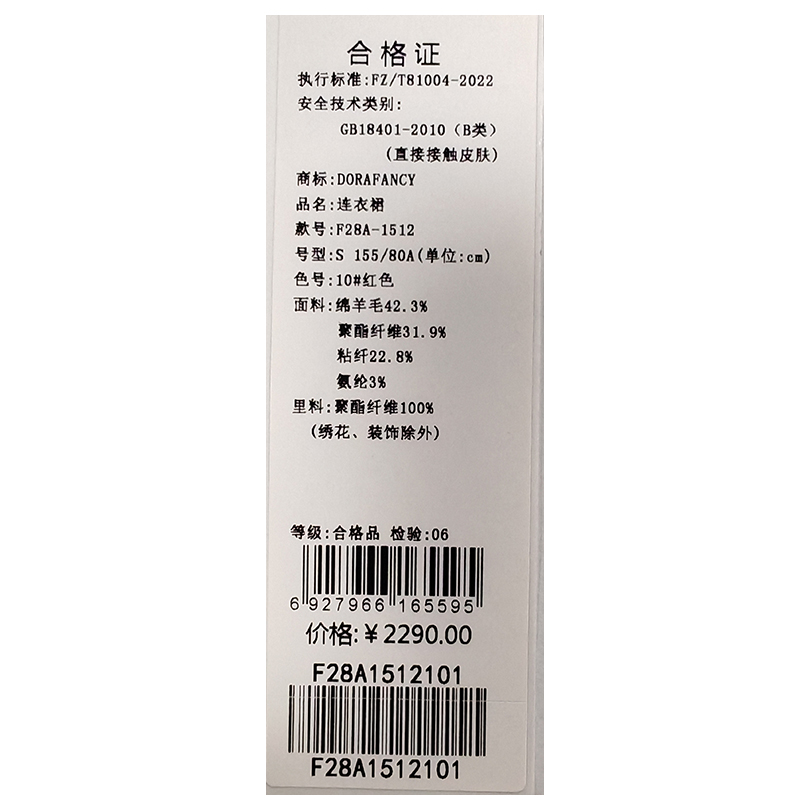 合格证
执行标准:FZ/T81004-2022
安全技术类别:
GB18401-2010（B类）
(直接接触皮肤)
商标:DORAFANCY
品名:连衣裙
款号:F28A-1512
号型:S 155/80A(单位:cm)
色号:10#红色
面料:绵羊毛42.3%
聚酯纤维31.9%
粘纤22.8%
氨纶3%
里料:聚酯纤维100%
(绣花、装饰除外)
等级:合格品 检验:06
6 927966 165595
价格:￥2290.00
F28A1512101
F28A1512101